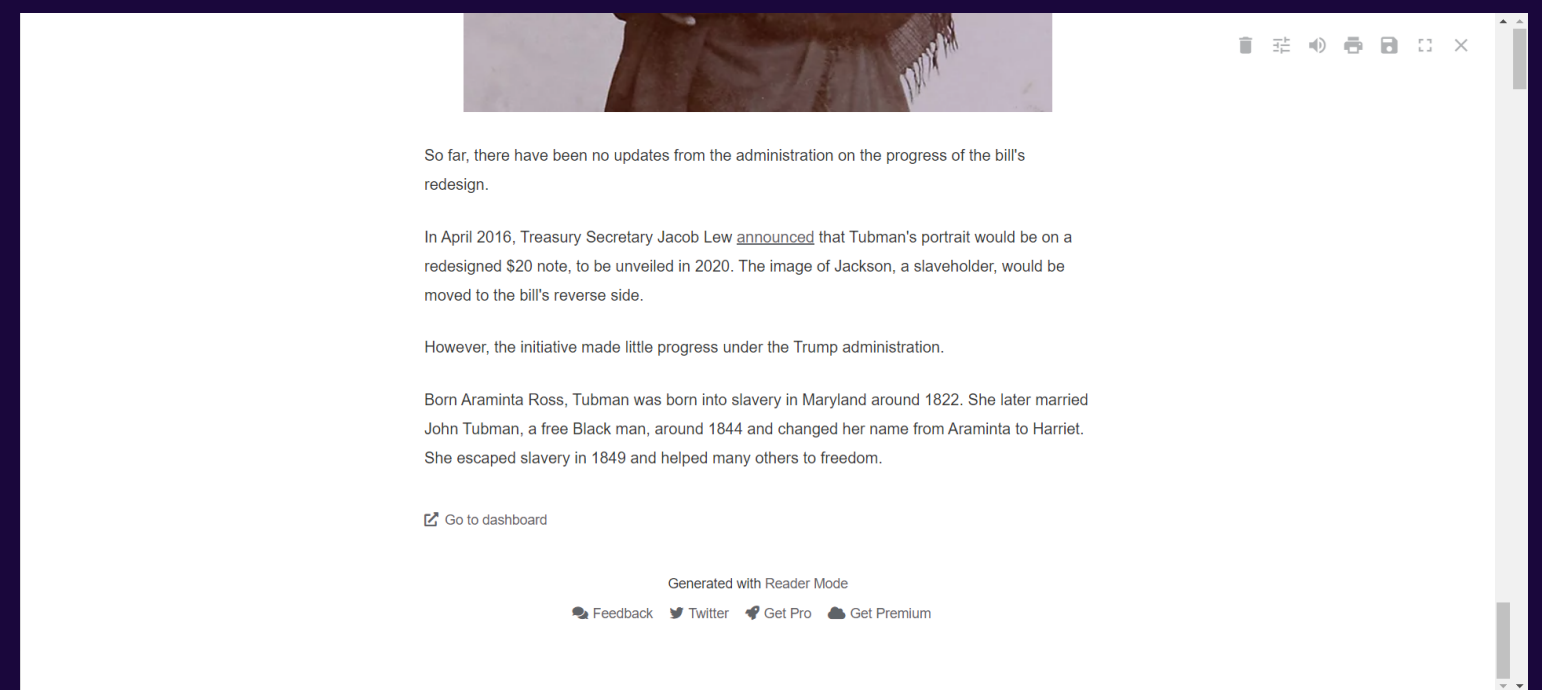 So far, there have been no updates from the administration on the progress of the bill's
redesign.
In April 2016, Treasury Secretary Jacob Lew announced that Tubman's portrait would be on a
redesigned $20 note, to be unveiled in 2020. The image of Jackson, a slaveholder, would be
moved to the bill's reverse side.
However, the initiative made little progress under the Trump administration.
Born Araminta Ross, Tubman was born into slavery in Maryland around 1822. She later married
John Tubman, a free Black man, around 1844 and changed her name from Araminta to Harriet.
She escaped slavery in 1849 and helped many others to freedom.
Go to dashboard
Generated with Reader Mode
Feedback Twitter Get Pro Get Premium